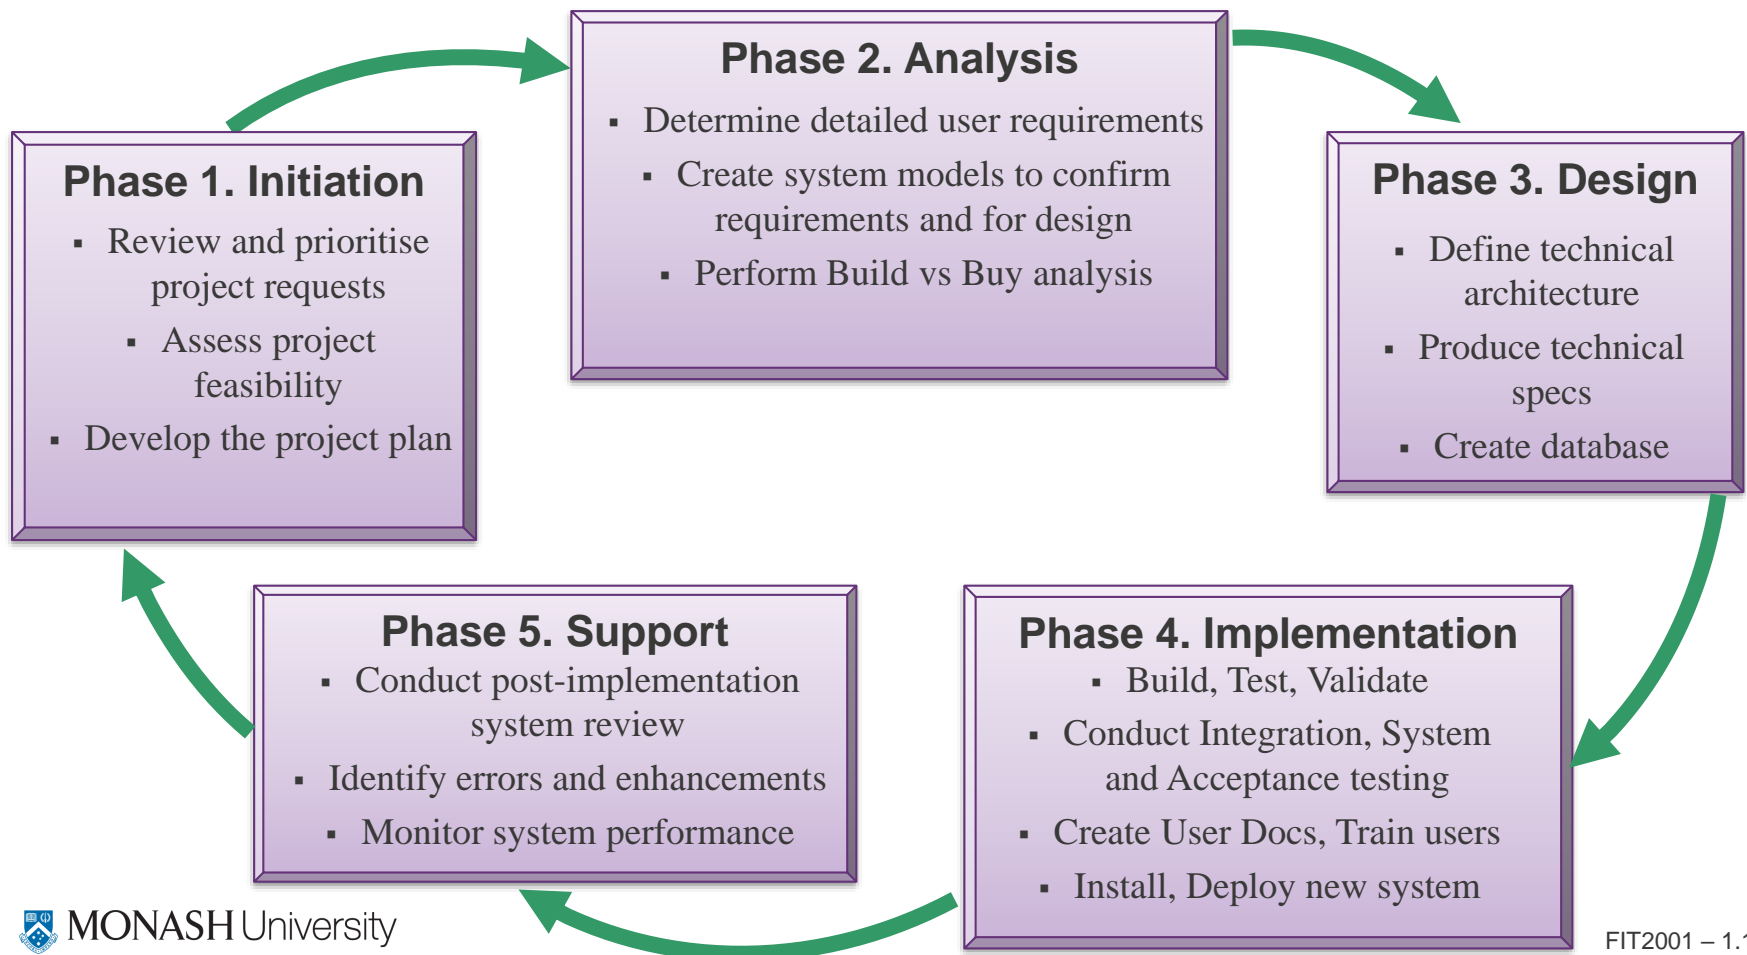 Phase 1. Initiation
▪ Review and prioritise
project requests
▪ Assess project
feasibility
▪ Develop the project plan
Phase 2. Analysis
▪ Determine detailed user requirements
▪ Create system models to confirm
requirements and for design
▪ Perform Build vs Buy analysis
Phase 3. Design
▪ Define technical
architecture
▪ Produce technical
specs
▪ Create database
Phase 4. Implementation
▪ Build, Test, Validate
▪ Conduct Integration, System
and Acceptance testing
▪ Create User Docs, Train users
▪ Install, Deploy new system
Phase 5. Support
▪ Conduct post-implementation
system review
▪ Identify errors and enhancements
▪ Monitor system performance
MONASH University
FIT2001 – 1.1